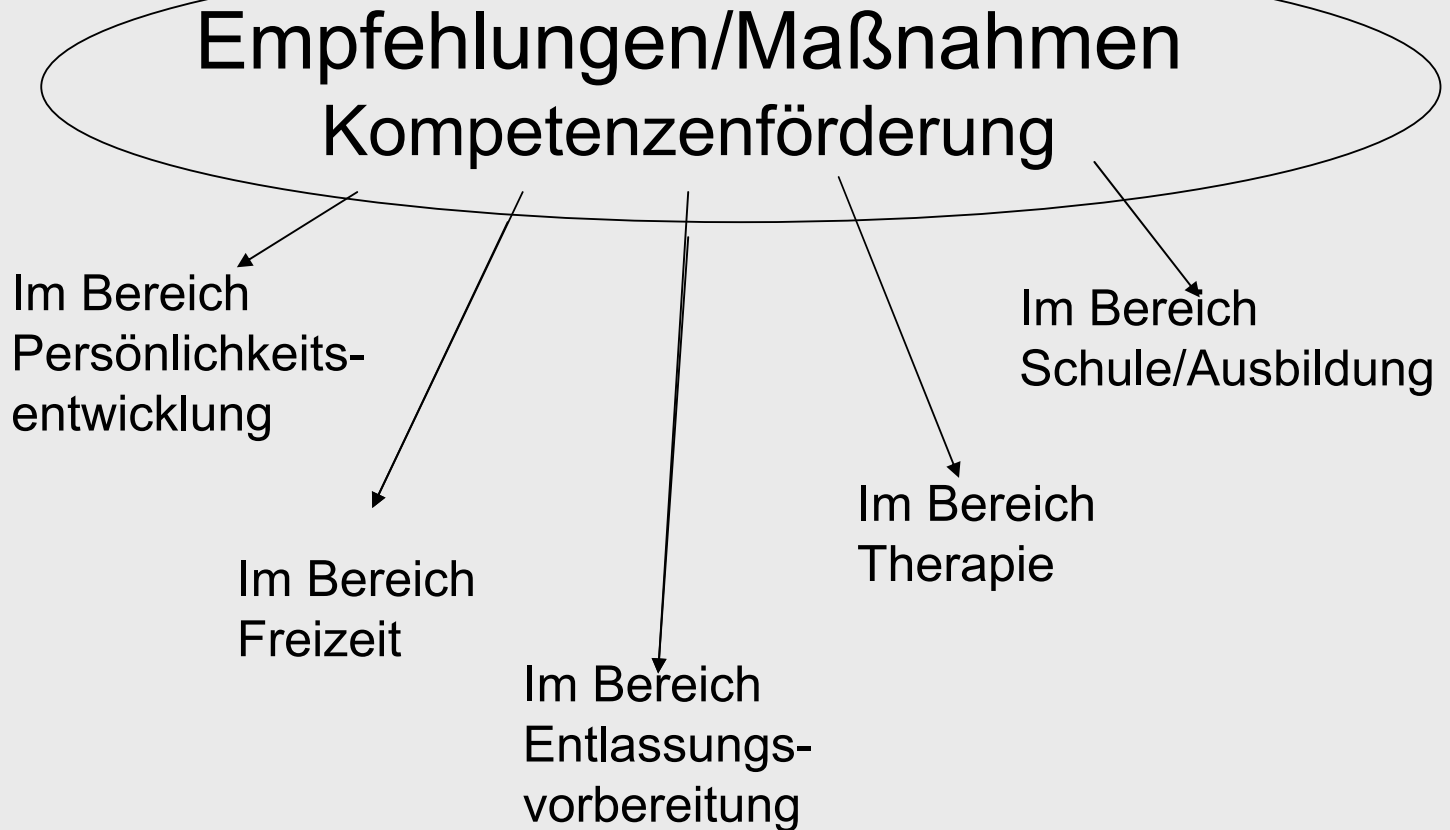 Empfehlungen/Maßnahmen
Kompetenzenförderung
Im Bereich
Persönlichkeits-
entwicklung
Im Bereich
Freizeit
Im Bereich
Entlassungs-
vorbereitung
Im Bereich
Therapie
Im Bereich
Schule/Ausbildung